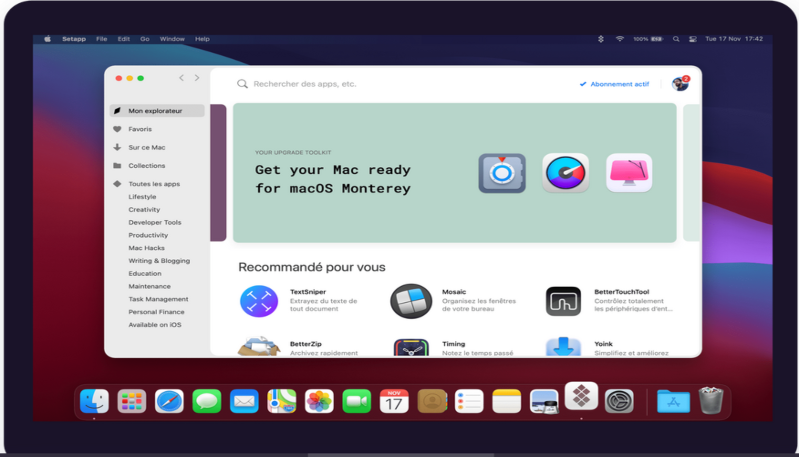 Setapp File Edit Go Window Help
100%
Tue 17 Nov 17:42
Rechercher des apps, etc.
Abonnement actif
2
Mon explorateur
Favoris
Sur ce Mac
Collections
Toutes les apps
Lifestyle
Creativity
Developer Tools
Productivity
Mac Hacks
Writing & Blogging
Education
Maintenance
Task Management
Personal Finance
Available on iOS
YOUR UPGRADE TOOLKIT
Get your Mac ready
for macOS Monterey
Recommandé pour vous
TextSniper
Extrayez du texte de
tout document
Mosaic
Organisez les fenêtres
de votre bureau
BetterTouchTool
Contrôlez totalement
les périphériques d'ent...
BetterZip
Archivez rapidement
Timing
Notez le temps passé
Yoink
Simplifiez et améliorez
NOV
17